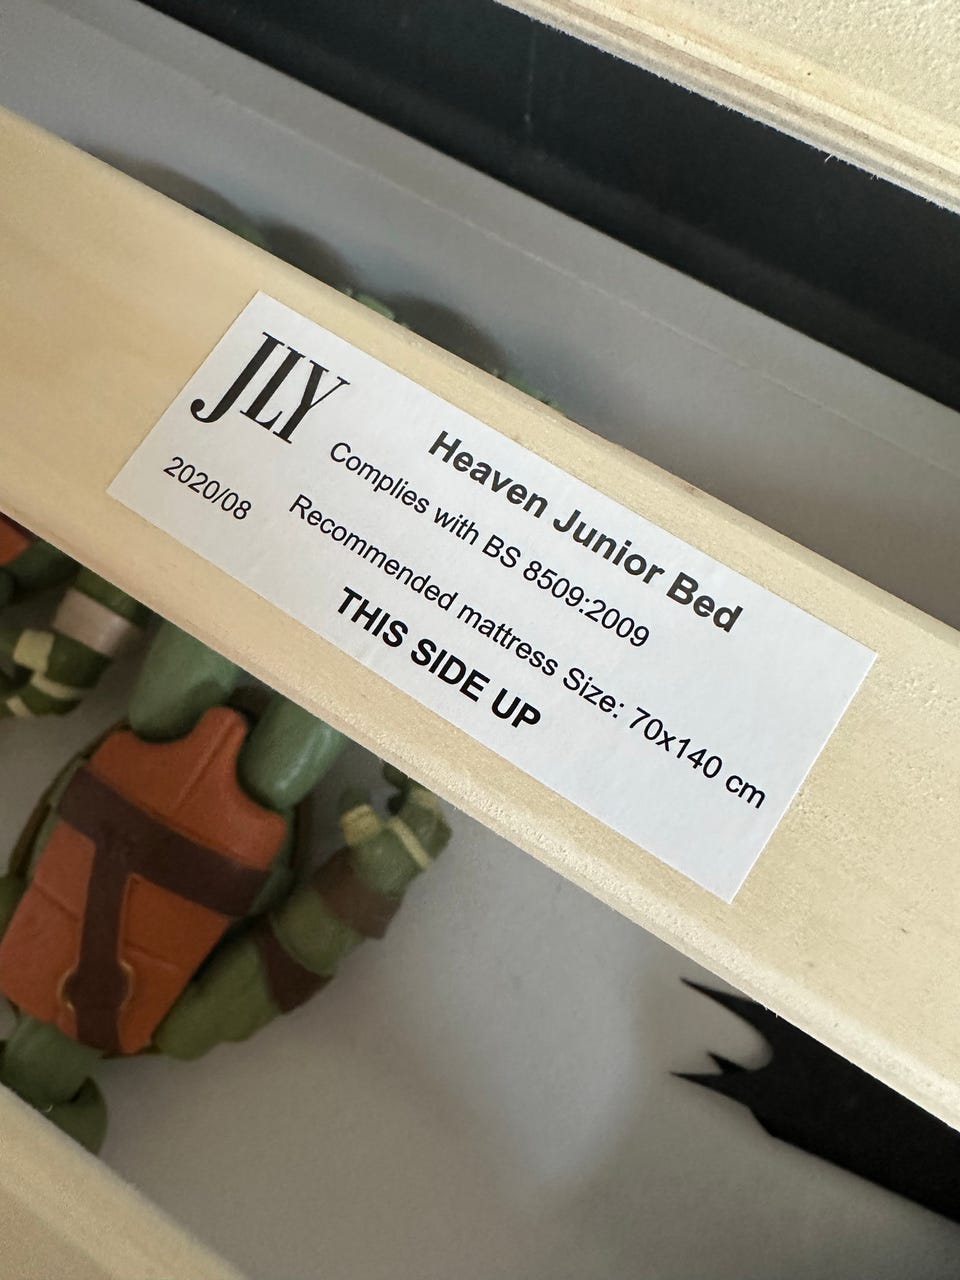 JLY
Heaven Junior Bed
Complies with BS 8509:2009
2020/08
Recommended mattress Size: 70x140 cm
THIS SIDE UP